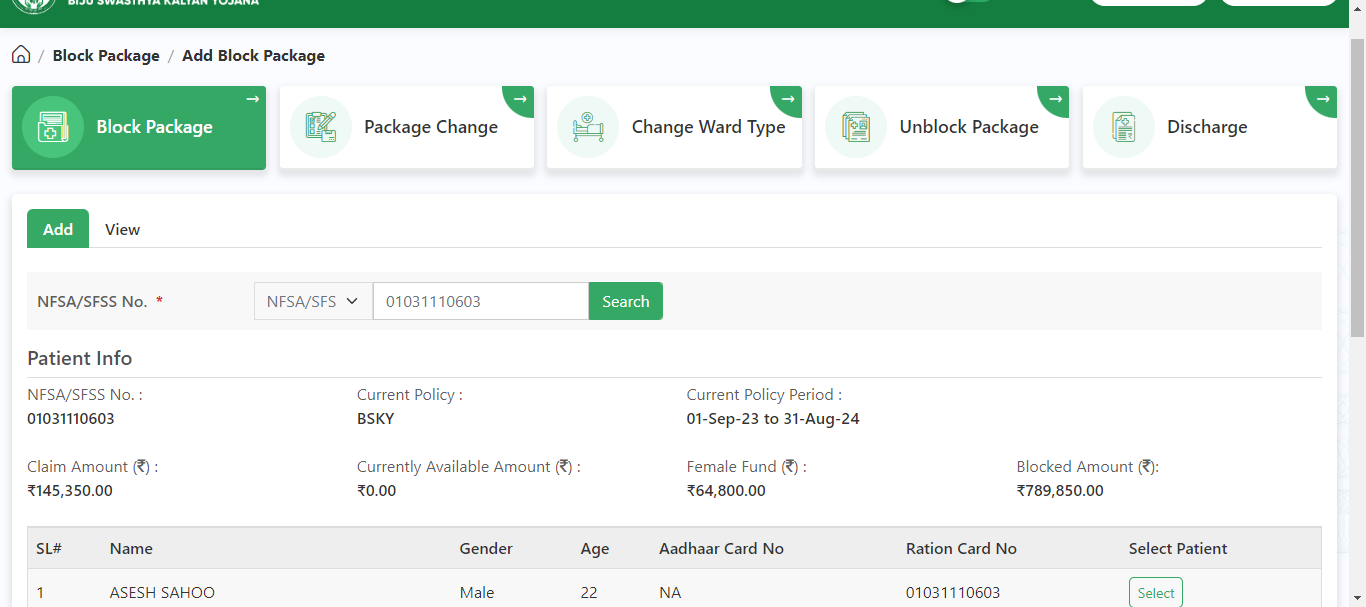 BIJU SWASTHYA KALYAN YOJANA
/ Block Package / Add Block Package
Block Package → Package Change → Change Ward Type → Unblock Package → Discharge →
Add View
NFSA/SFSS No. * NFSA/SFS 01031110603 Search
Patient Info
NFSA/SFSS No. : Current Policy : Current Policy Period :
01031110603 BSKY 01-Sep-23 to 31-Aug-24
Claim Amount (₹) : Currently Available Amount (₹) : Female Fund (₹) : Blocked Amount (₹):
₹145,350.00 ₹0.00 ₹64,800.00 ₹789,850.00
SL# Name Gender Age Aadhaar Card No Ration Card No Select Patient
1 ASESH SAHOO Male 22 NA 01031110603 Select